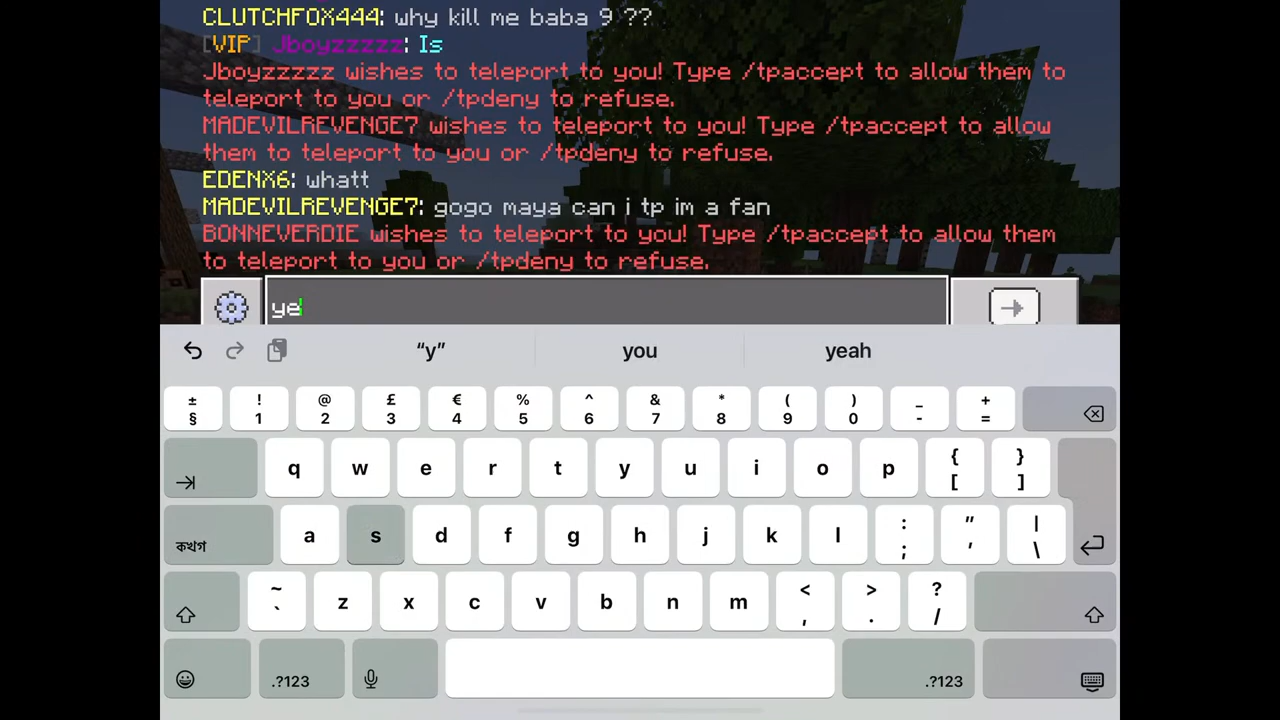 CLUTCHFOX444: why kill me baba 9 ??
[VIP] Jboyzzzzz: Is
Jboyzzzzz wishes to teleport to you! Type /tpaccept to allow them to
teleport to you or /tpdeny to refuse.
MADEVILREVENGE7 wishes to teleport to you! Type /tpaccept to allow
them to teleport to you or /tpdeny to refuse.
EDENX6: whatt
MADEVILREVENGE7: gogo maya can i tp im a fan
BONNEVERDIE wishes to teleport to you! Type /tpaccept to allow them
to teleport to you or /tpdeny to refuse.
ye
“y” you yeah
± ! @ £ € % ^ & * ( ) _ +
§ 1 2 3 4 5 6 7 8 9 0 - =
q w e r t y u i o p { [ } ]
কখগ a s d f g h j k l : ; " ' | \
~ ` z x c v b n m < , > . ? /
.?123 .?123